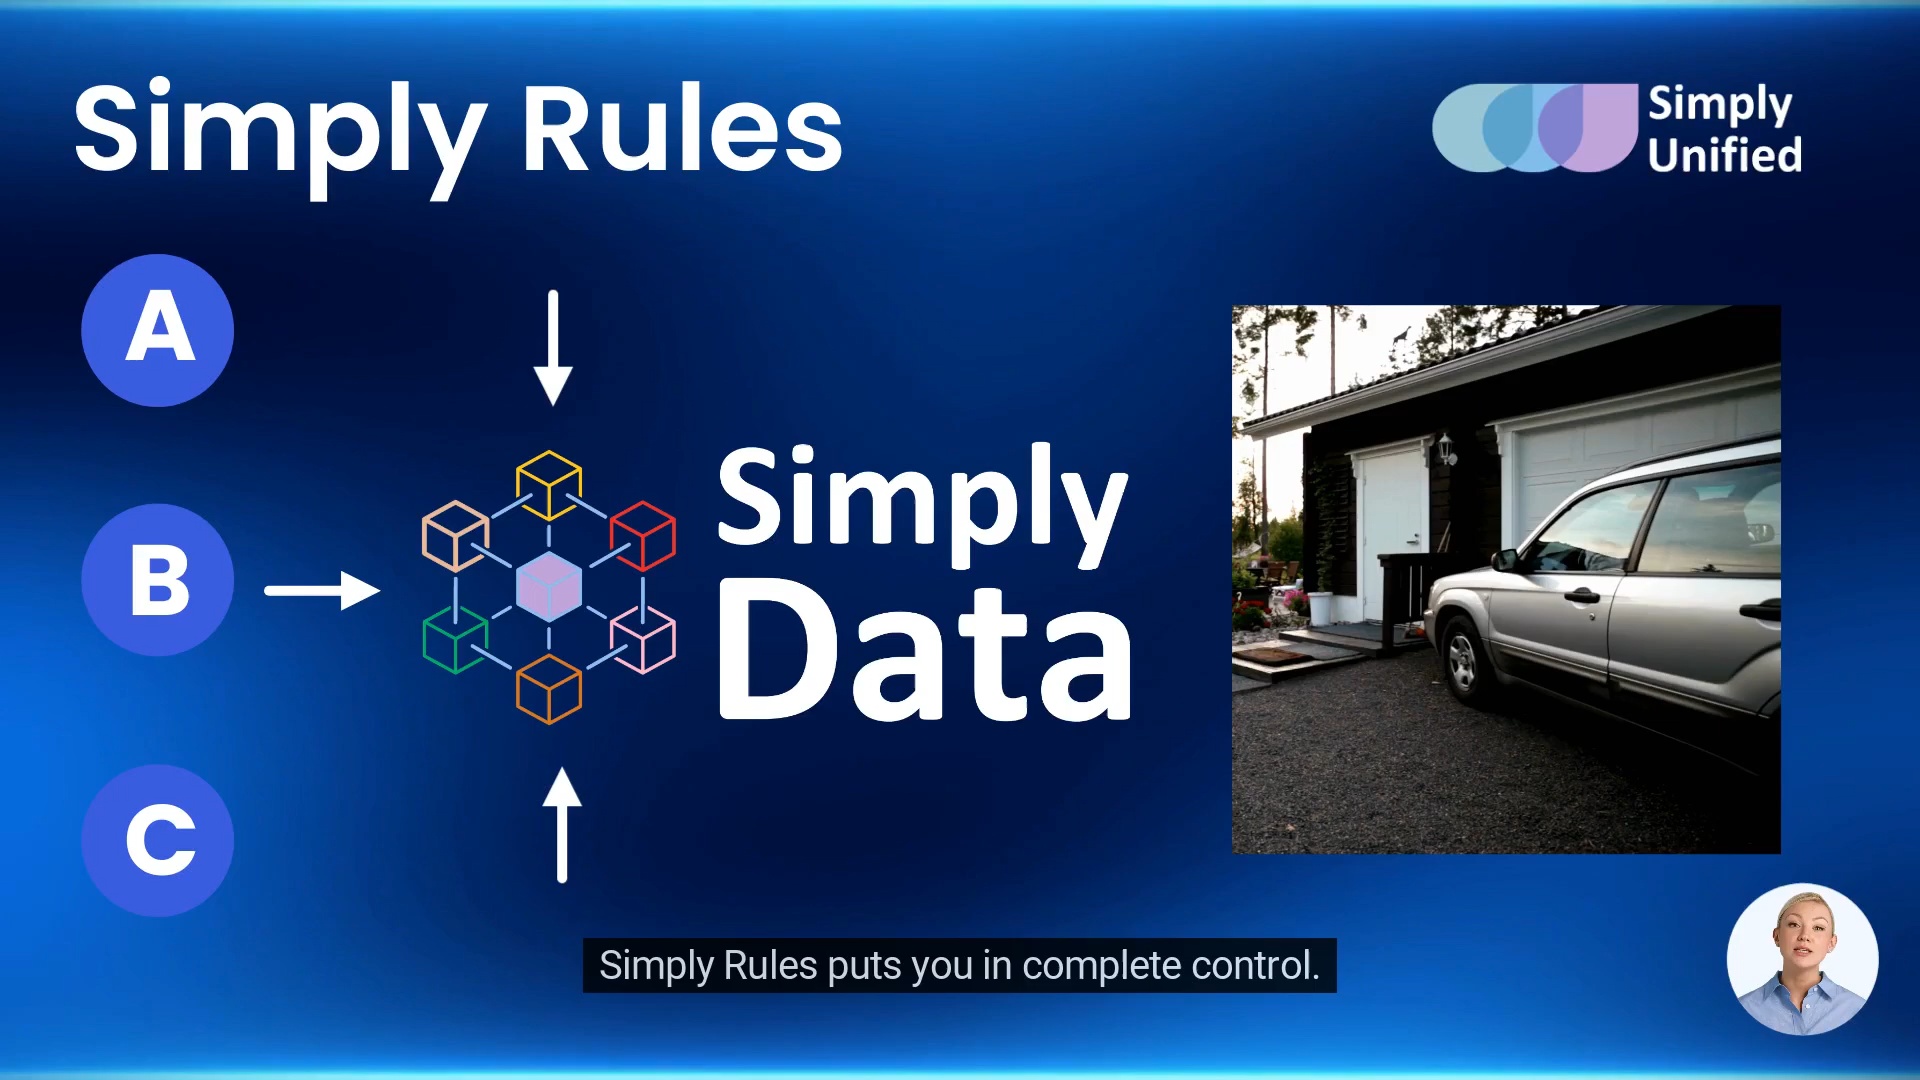 Simply Rules
Simply
Unified
A
B
C
Simply
Data
Simply Rules puts you in complete control.